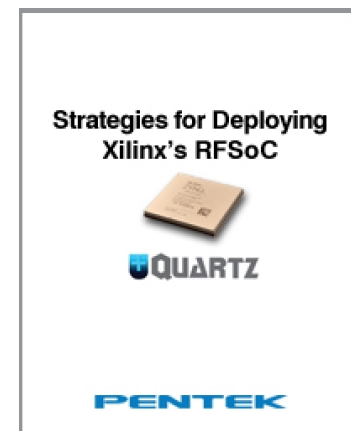 Strategies for Deploying
Xilinx's RFSoC
QUARTZ
PENTEK